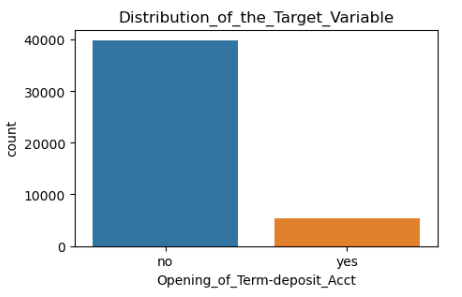 Distribution_of_the_Target_Variable
40000
30000
20000
10000
0
count
no yes
Opening_of_Term-deposit_Acct